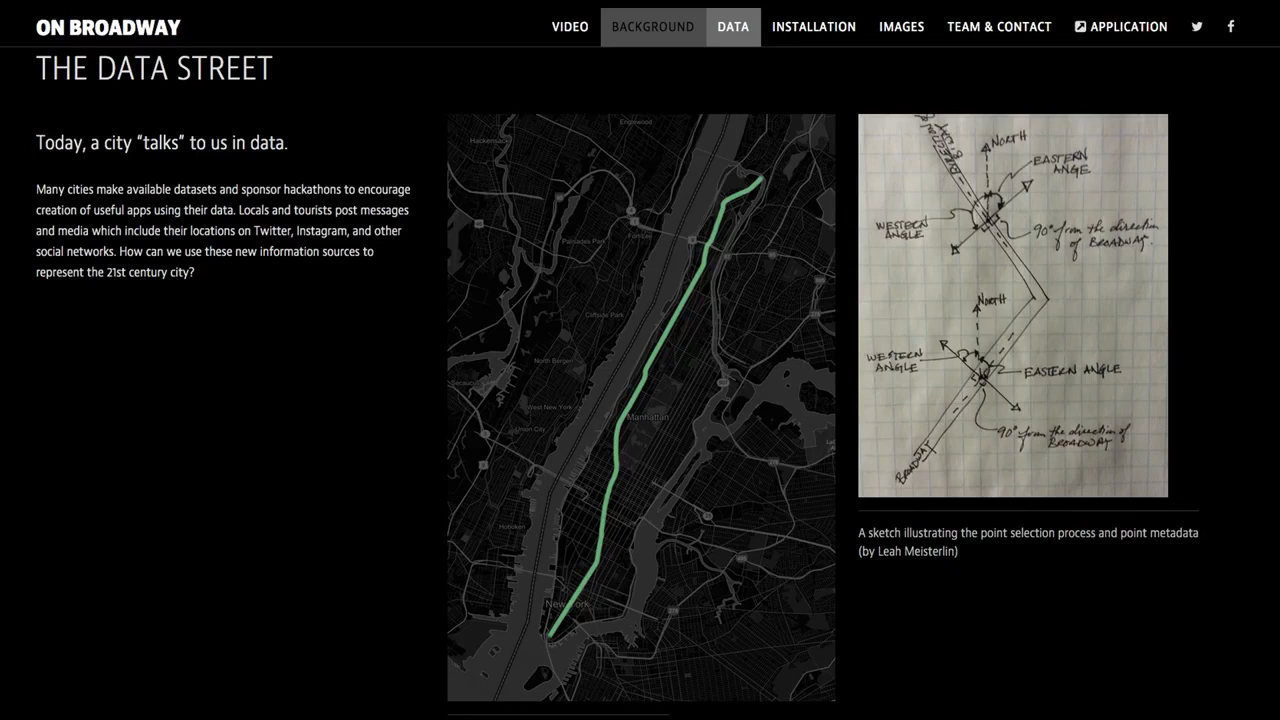 ON BROADWAY
VIDEO
BACKGROUND
DATA
INSTALLATION
IMAGES
TEAM & CONTACT
APPLICATION
THE DATA STREET
Today, a city “talks” to us in data.
Many cities make available datasets and sponsor hackathons to encourage
creation of useful apps using their data. Locals and tourists post messages
and media which include their locations on Twitter, Instagram, and other
social networks. How can we use these new information sources to
represent the 21st century city?
Englewood
Hackensack
Palisades Park
Fort Lee
Cliffside Park
North Bergen
Secaucus
West New York
Union City
Manhattan
Hoboken
New York
NORTH
EASTERN
ANGLE
WESTERN
ANGLE
90° from the direction
of BROADWAY.
NORTH
WESTERN
ANGLE
EASTERN ANGLE
90° from the direction of
BROADWAY
BROADWAY
A sketch illustrating the point selection process and point metadata
(by Leah Meisterlin)